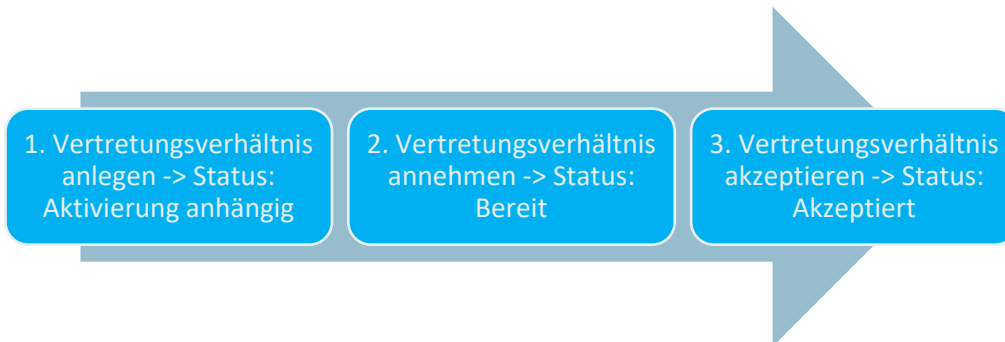 1. Vertretungsverhältnis
anlegen -> Status:
Aktivierung anhängig
2. Vertretungsverhältnis
annehmen -> Status:
Bereit
3. Vertretungsverhältnis
akzeptieren -> Status:
Akzeptiert